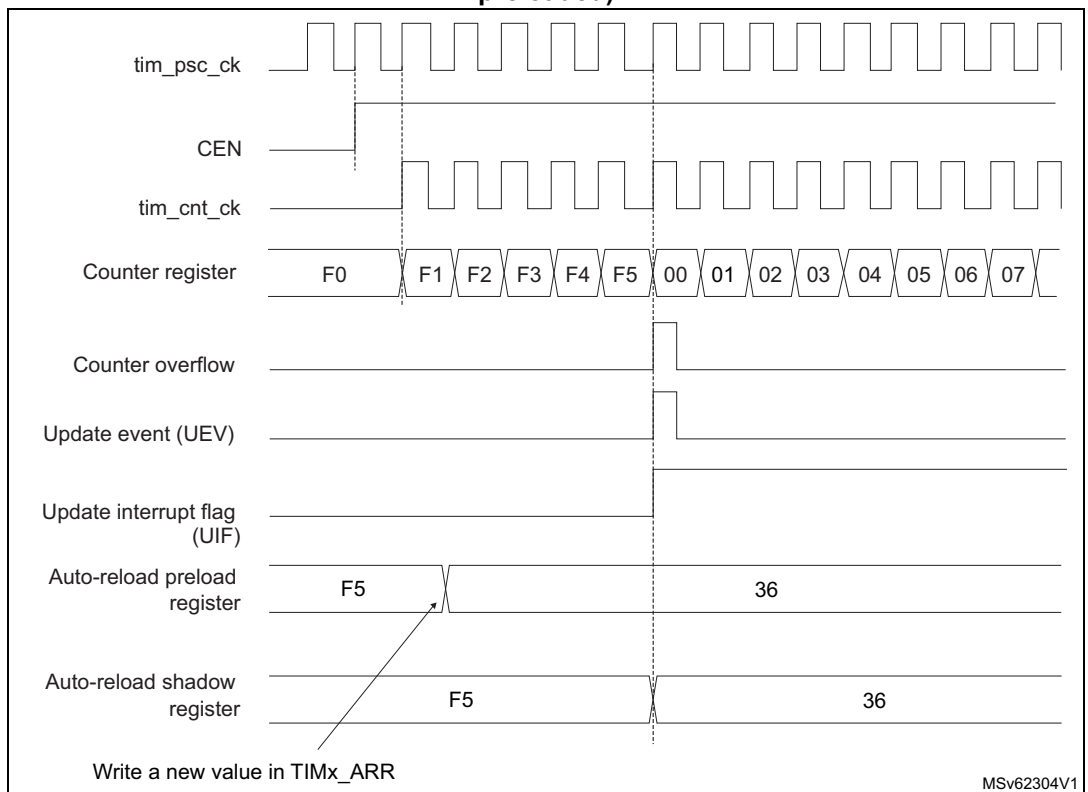 tim_psc_ck
CEN
tim_cnt_ck
Counter register
F0 F1 F2 F3 F4 F5 00 01 02 03 04 05 06 07
Counter overflow
Update event (UEV)
Update interrupt flag
(UIF)
Auto-reload preload
register
F5 36
Auto-reload shadow
register
F5 36
Write a new value in TIMx_ARR
MSv62304V1